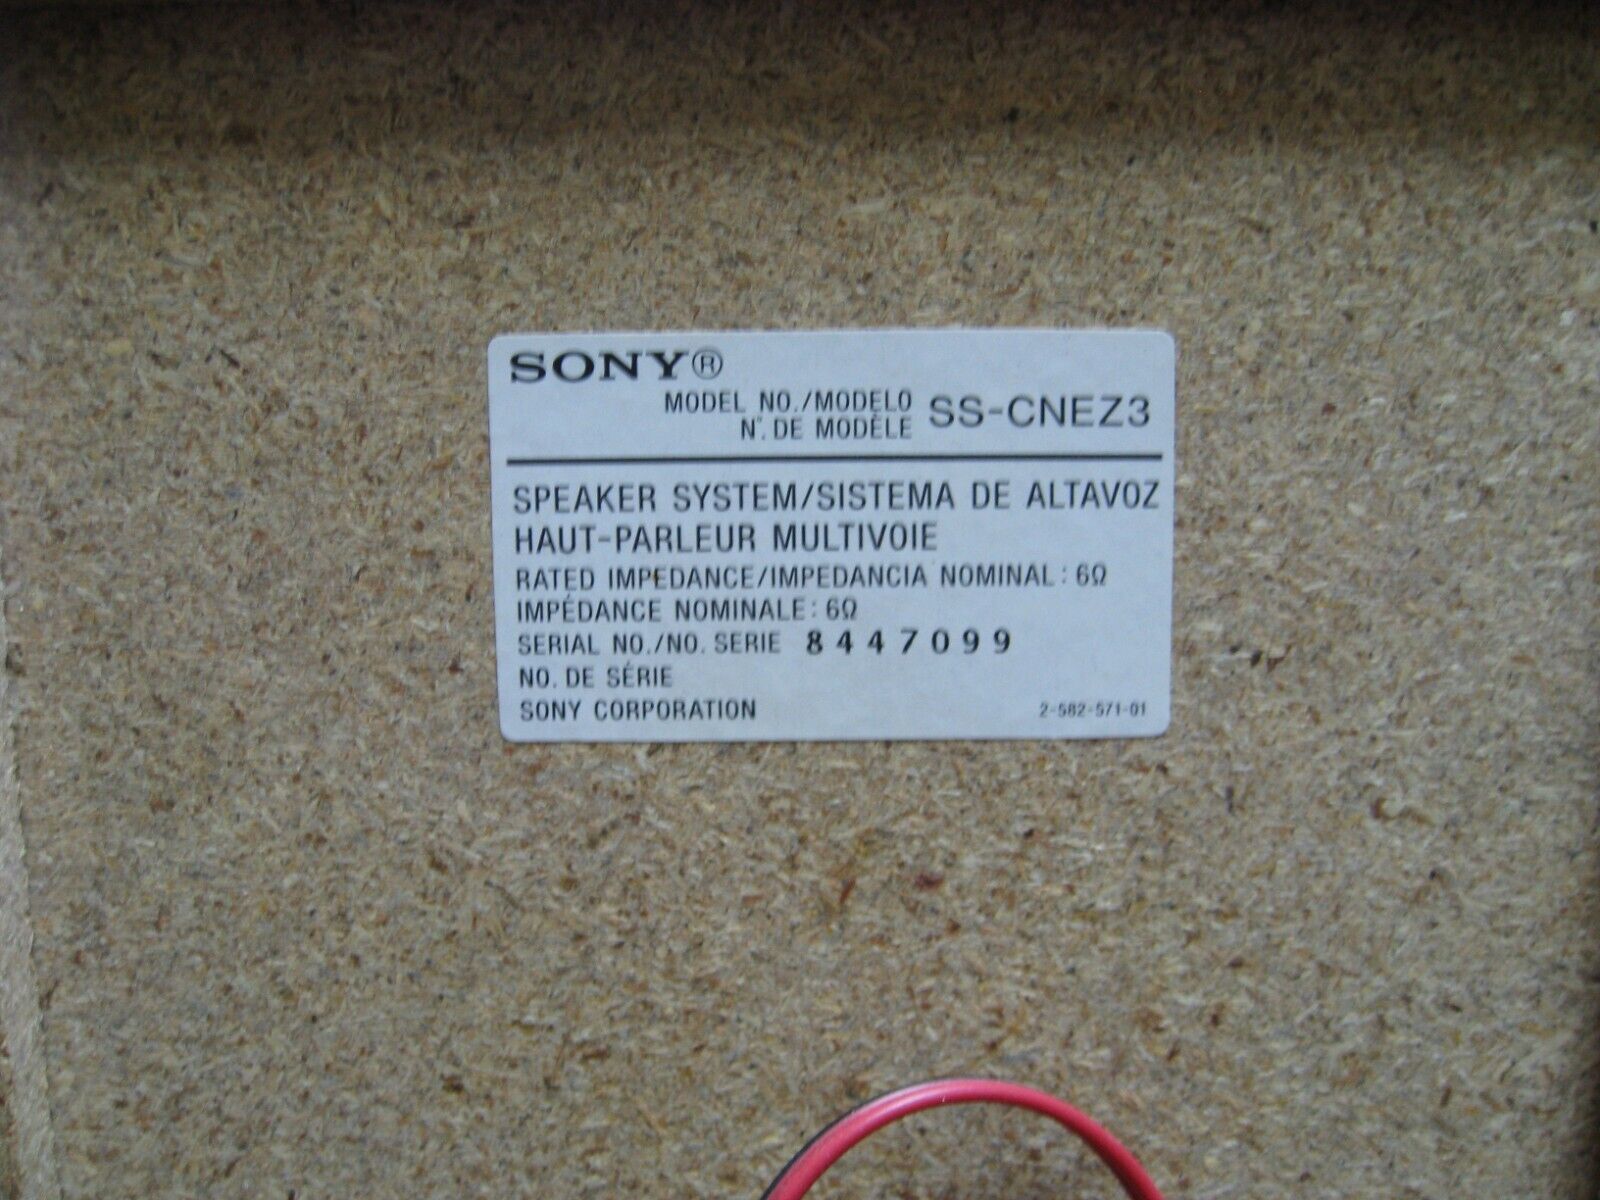 SONY®
MODEL NO./MODELO
N°. DE MODÈLE SS-CNEZ3
SPEAKER SYSTEM/SISTEMA DE ALTAVOZ
HAUT-PARLEUR MULTIVOIE
RATED IMPEDANCE/IMPEDANCIA NOMINAL: 6Ω
IMPÉDANCE NOMINALE: 6Ω
SERIAL NO./NO. SERIE 8447099
NO. DE SÉRIE
SONY CORPORATION 2-582-571-01